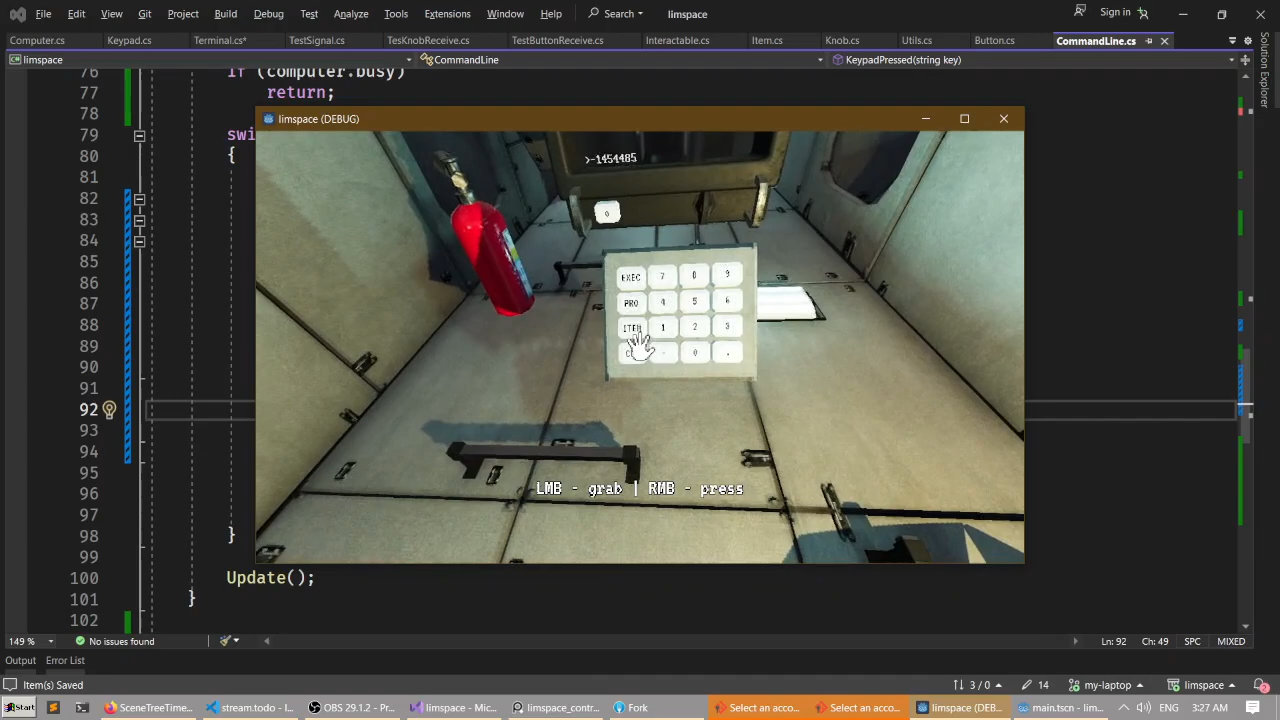 File Edit View Git Project Build Debug Test Analyze Tools Extensions Window Help Search limspace Sign in
Computer.cs Keypad.cs Terminal.cs* TestSignal.cs TesKnobReceive.cs TestButtonReceive.cs Interactable.cs Item.cs Knob.cs Utils.cs Button.cs CommandLine.cs
limspace CommandLine KeypadPressed(string key)
Solution Explorer
76 if (computer.busy)
77 return;
78
79 swi
80 {
81
82
83
84
85
86
87
88
89
90
91
92
93
94
95
96
97
98 }
99
100 Update();
101 }
102
limspace (DEBUG)
>-1454485
0
EXEC 7 8 9
PRO 4 5 6
ITEM 1 2 3
- 0 .
LMB - grab | RMB - press
149 % No issues found Ln: 92 Ch: 49 SPC MIXED
Output Error List
Item(s) Saved 3 / 0 14 my-laptop limspace 2
Start SceneTreeTime... stream.todo - l... OBS 29.1.2 - Pr... limspace - Mic... limspace_contr... Fork Select an acco... Select an acco... limspace (DEB... main.tscn - lim... ENG 3:27 AM